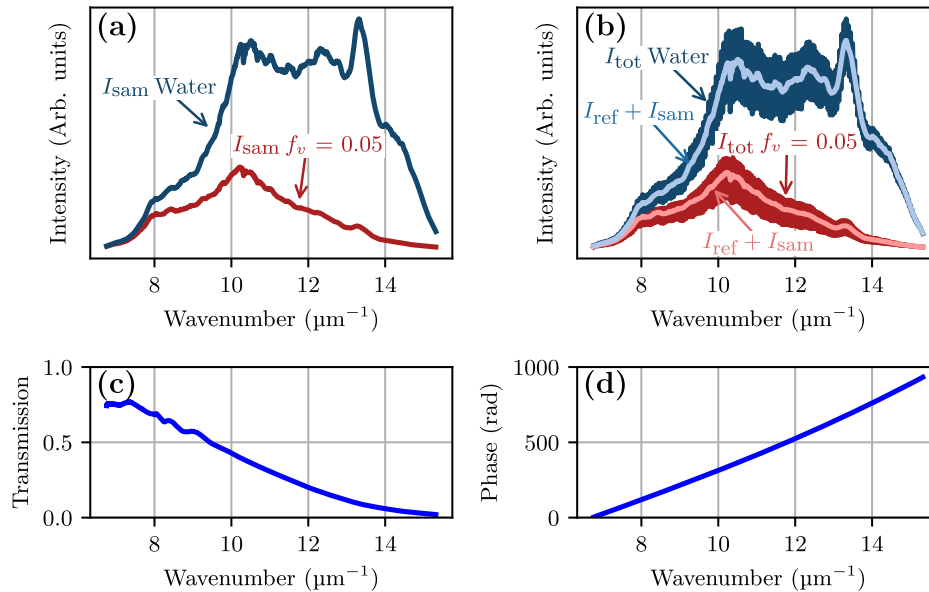 (a)
Intensity (Arb. units)
I_sam Water
I_sam f_v = 0.05
8 10 12 14
Wavenumber (µm⁻¹)
(b)
Intensity (Arb. units)
I_tot Water
I_ref + I_sam
I_tot f_v = 0.05
I_ref + I_sam
8 10 12 14
Wavenumber (µm⁻¹)
(c)
Transmission
1.0
0.5
0.0
8 10 12 14
Wavenumber (µm⁻¹)
(d)
Phase (rad)
1000
500
0
8 10 12 14
Wavenumber (µm⁻¹)